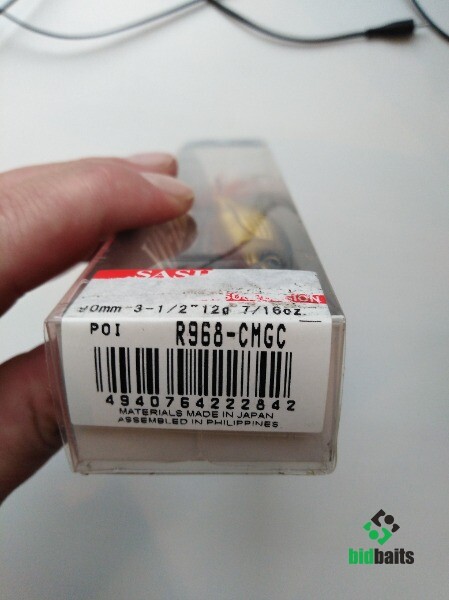 90mm-3-1/2" 12g 7/16oz.
POI R968-CMGC
4940764222842
MATERIALS MADE IN JAPAN
ASSEMBLED IN PHILIPPINES
bidbaits